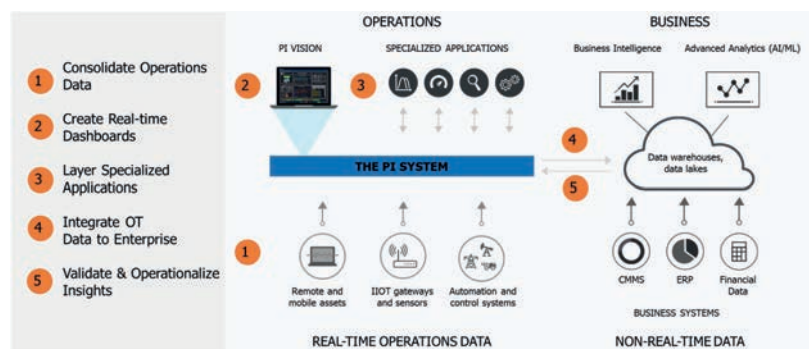 1 Consolidate Operations
Data
2 Create Real-time
Dashboards
3 Layer Specialized
Applications
4 Integrate OT
Data to Enterprise
5 Validate & Operationalize
Insights
OPERATIONS
PI VISION
SPECIALIZED APPLICATIONS
2
3
THE PI SYSTEM
1
Remote and
mobile assets
IIOT gateways
and sensors
Automation and
control systems
REAL-TIME OPERATIONS DATA
4
5
BUSINESS
Business Intelligence
Advanced Analytics (AI/ML)
Data warehouses,
data lakes
CMMS
ERP
Financial
Data
BUSINESS SYSTEMS
NON-REAL-TIME DATA